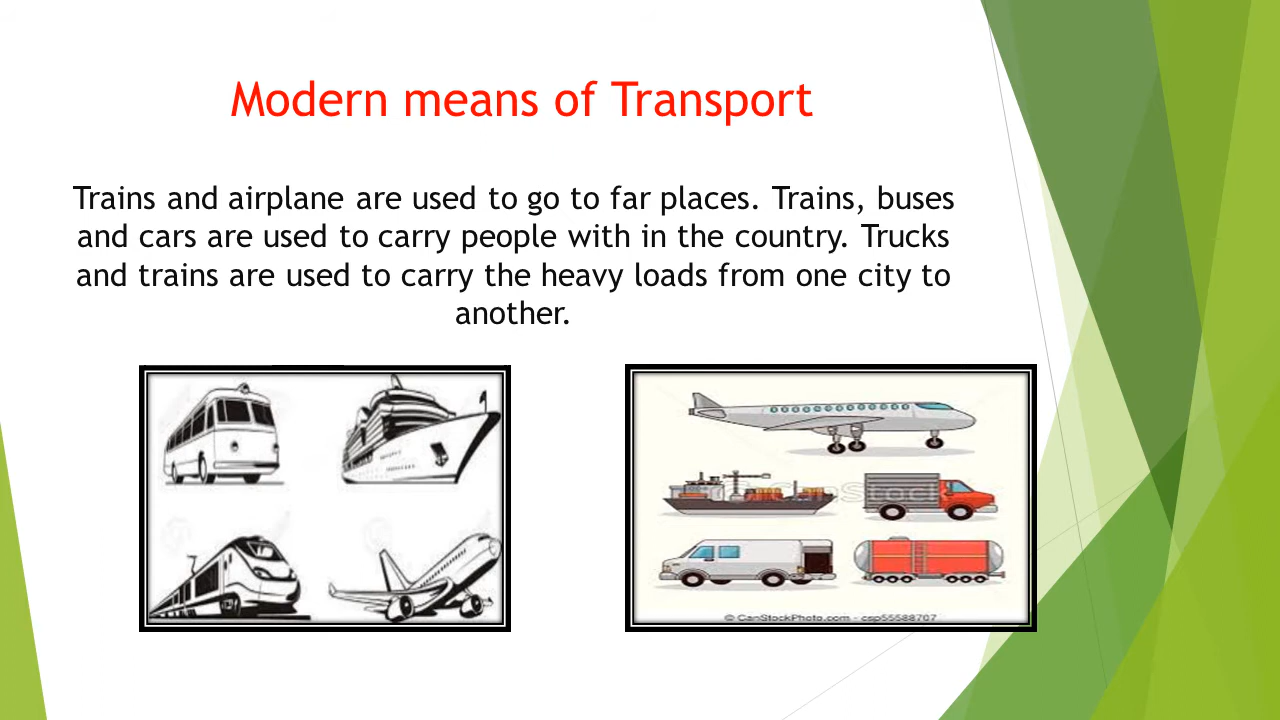 Modern means of Transport
Trains and airplane are used to go to far places. Trains, buses
and cars are used to carry people with in the country. Trucks
and trains are used to carry the heavy loads from one city to
another.
CanStock
© CanStockPhoto.com - csp55588707